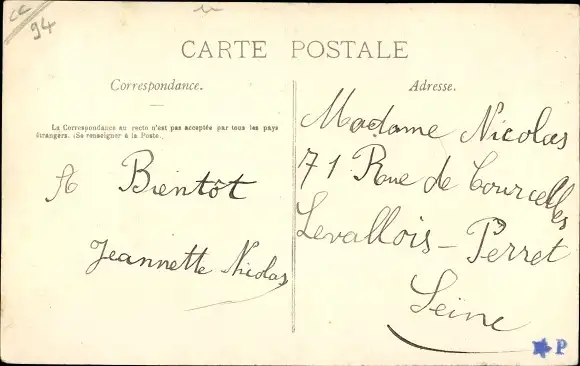 94
CARTE POSTALE
Correspondance.
La Correspondance au recto n'est pas acceptée par tous les pays
étrangers. (Se renseigner à la Poste.)
A Bientôt
Jeannette Nicolas
Adresse.
Madame Nicolas
71 Rue de Courcelles
Levallois-Perret
Seine
P